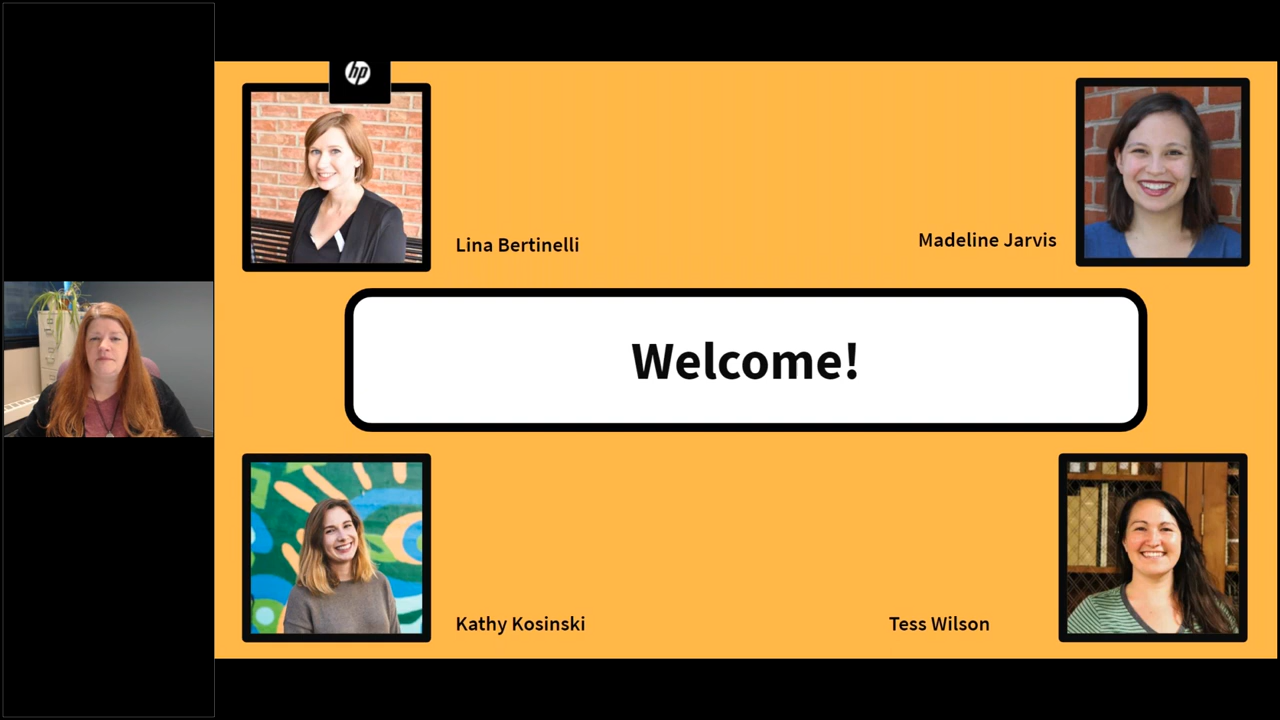 hp
Lina Bertinelli
Madeline Jarvis
Welcome!
Kathy Kosinski
Tess Wilson